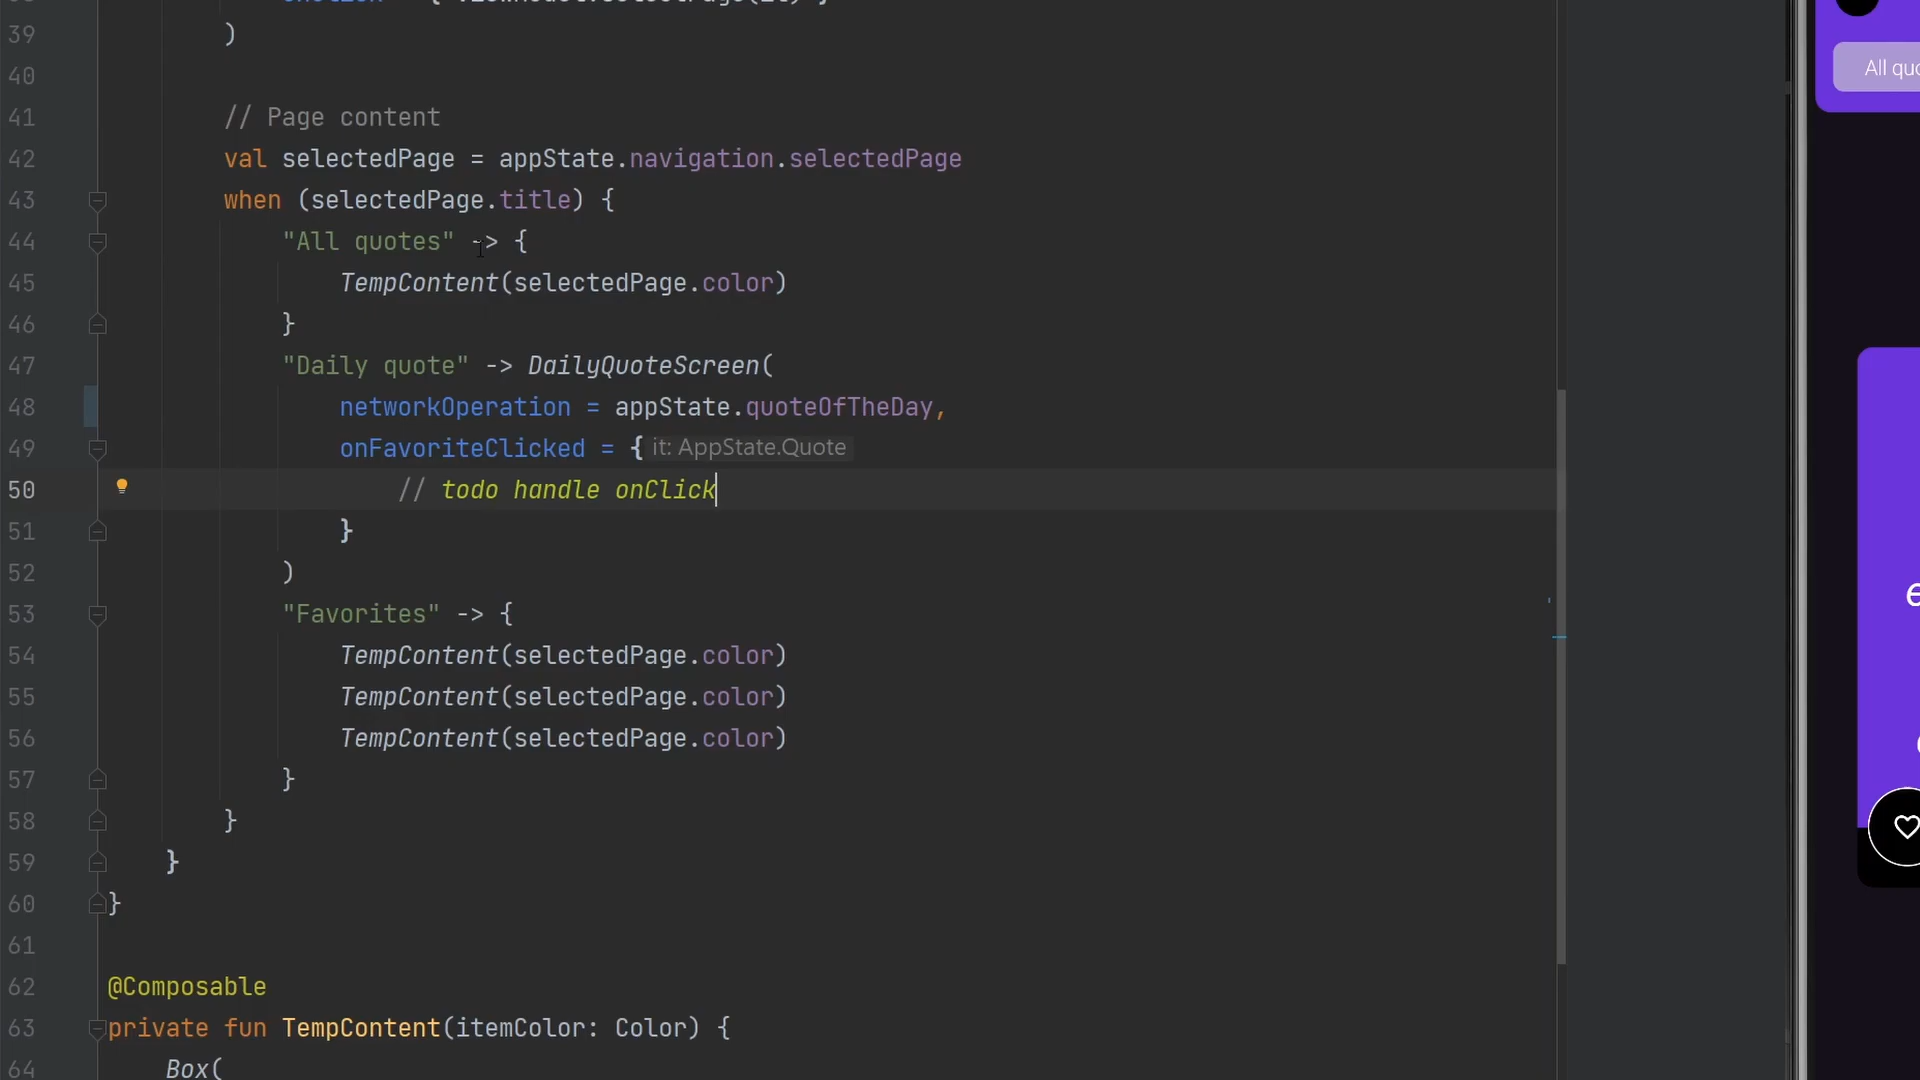 39 )
40
41 // Page content
42 val selectedPage = appState.navigation.selectedPage
43 when (selectedPage.title) {
44 "All quotes" -> {
45 TempContent(selectedPage.color)
46 }
47 "Daily quote" -> DailyQuoteScreen(
48 networkOperation = appState.quoteOfTheDay,
49 onFavoriteClicked = { it: AppState.Quote
50 // todo handle onClick
51 }
52 )
53 "Favorites" -> {
54 TempContent(selectedPage.color)
55 TempContent(selectedPage.color)
56 TempContent(selectedPage.color)
57 }
58 }
59 }
60 }
61
62 @Composable
63 private fun TempContent(itemColor: Color) {
64 Box(
All quo
e